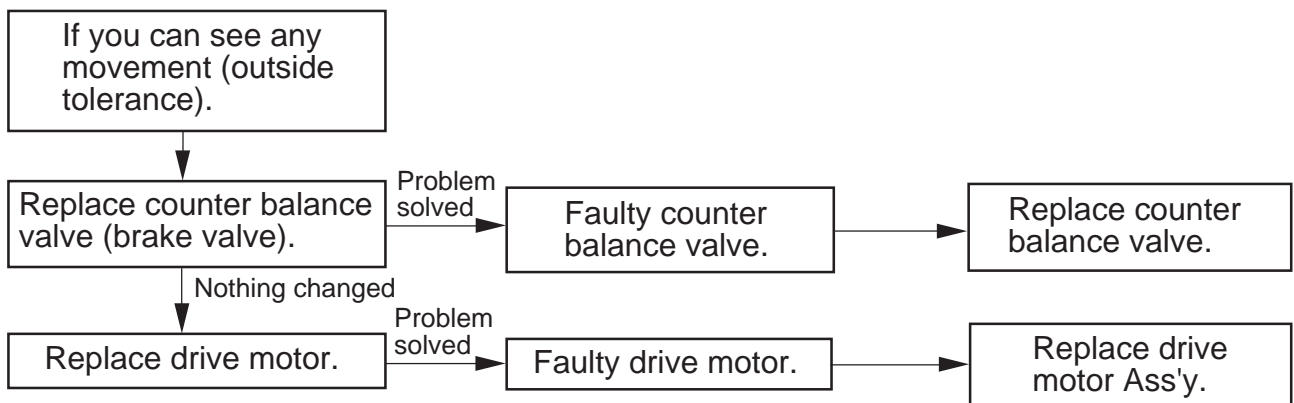 If you can see any
movement (outside
tolerance).
Replace counter balance
valve (brake valve).
Problem
solved
Faulty counter
balance valve.
Replace counter
balance valve.
Nothing changed
Replace drive motor.
Problem
solved
Faulty drive motor.
Replace drive
motor Ass'y.